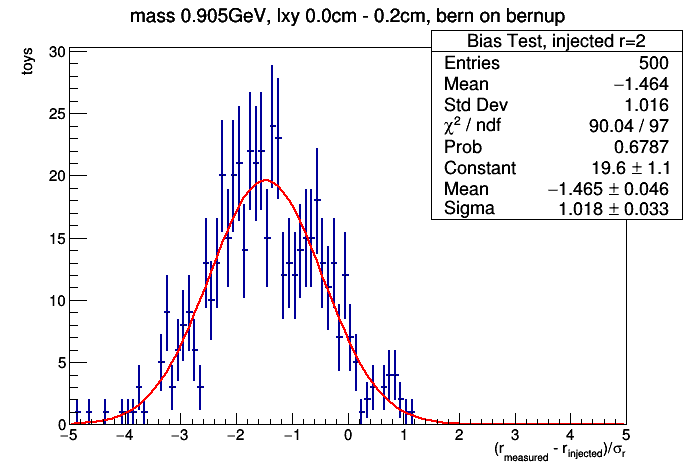 mass 0.905GeV, lxy 0.0cm - 0.2cm, bern on bernup
toys
Bias Test, injected r=2
Entries 500
Mean −1.464
Std Dev 1.016
χ² / ndf 90.04 / 97
Prob 0.6787
Constant 19.6 ± 1.1
Mean −1.465 ± 0.046
Sigma 1.018 ± 0.033
30
25
20
15
10
5
0
−5 −4 −3 −2 −1 0 1 2 3 4 5
(r_measured - r_injected)/σ_r